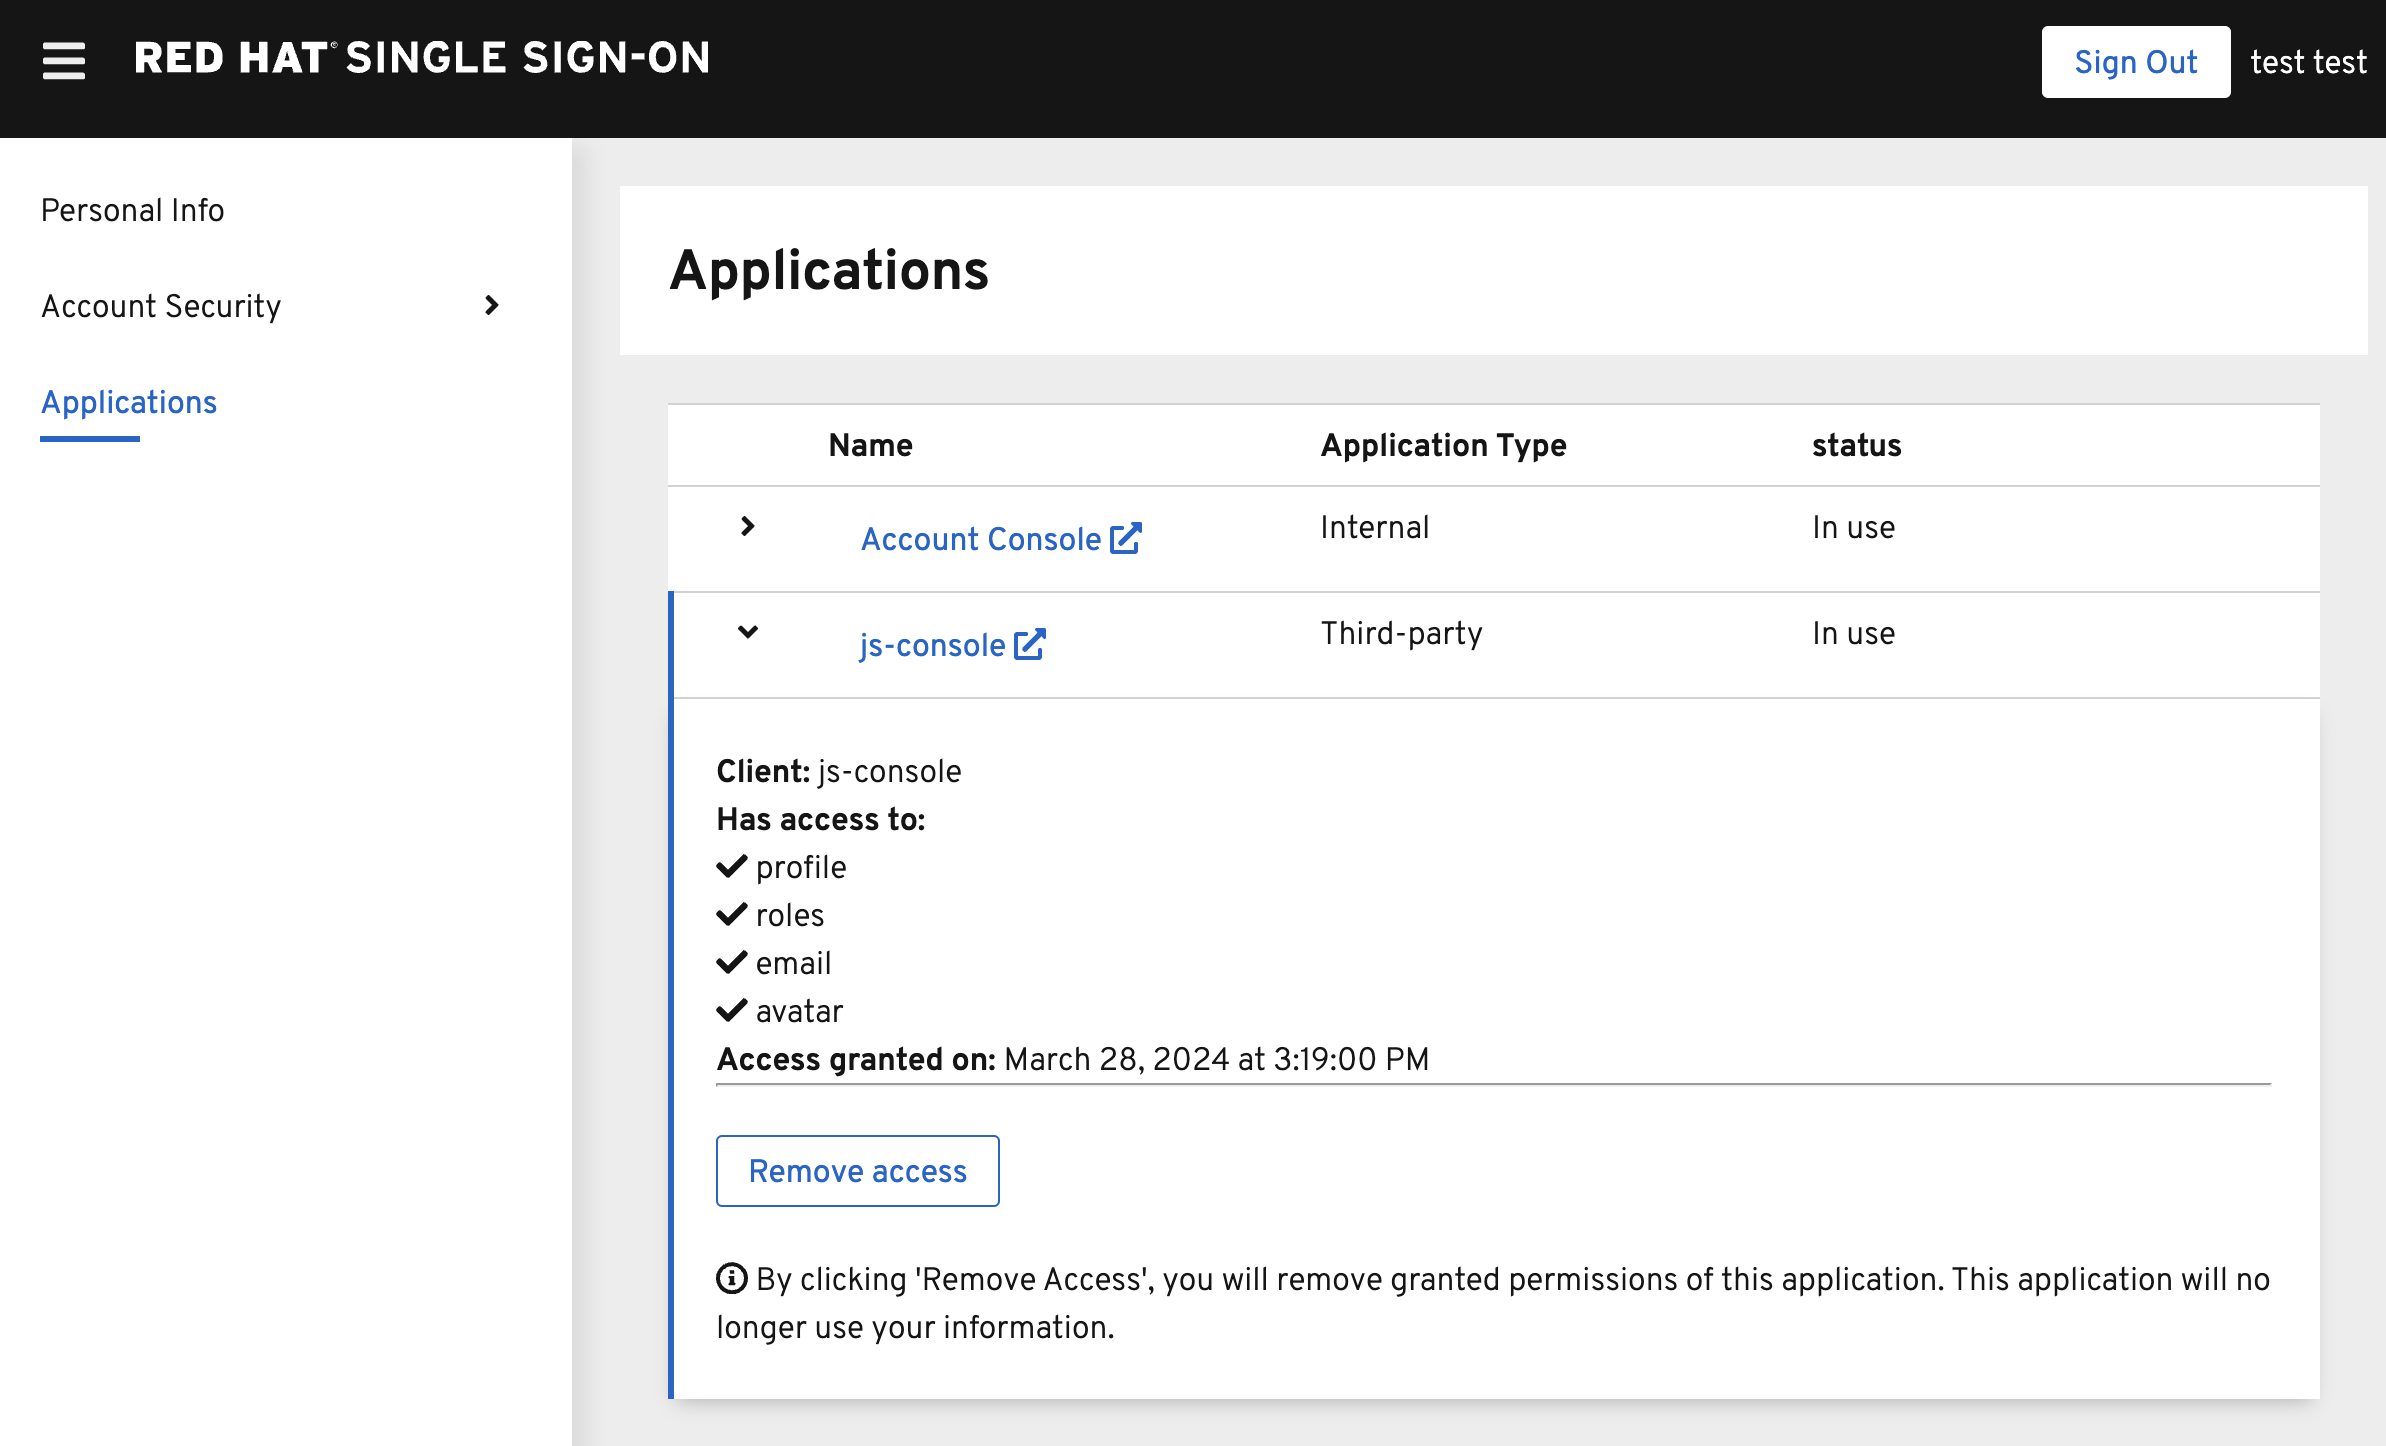 RED HAT® SINGLE SIGN-ON
Sign Out
test test
Personal Info
Account Security
Applications
Applications
Name Application Type status
Account Console Internal In use
js-console Third-party In use
Client: js-console
Has access to:
profile
roles
email
avatar
Access granted on: March 28, 2024 at 3:19:00 PM
Remove access
By clicking 'Remove Access', you will remove granted permissions of this application. This application will no
longer use your information.